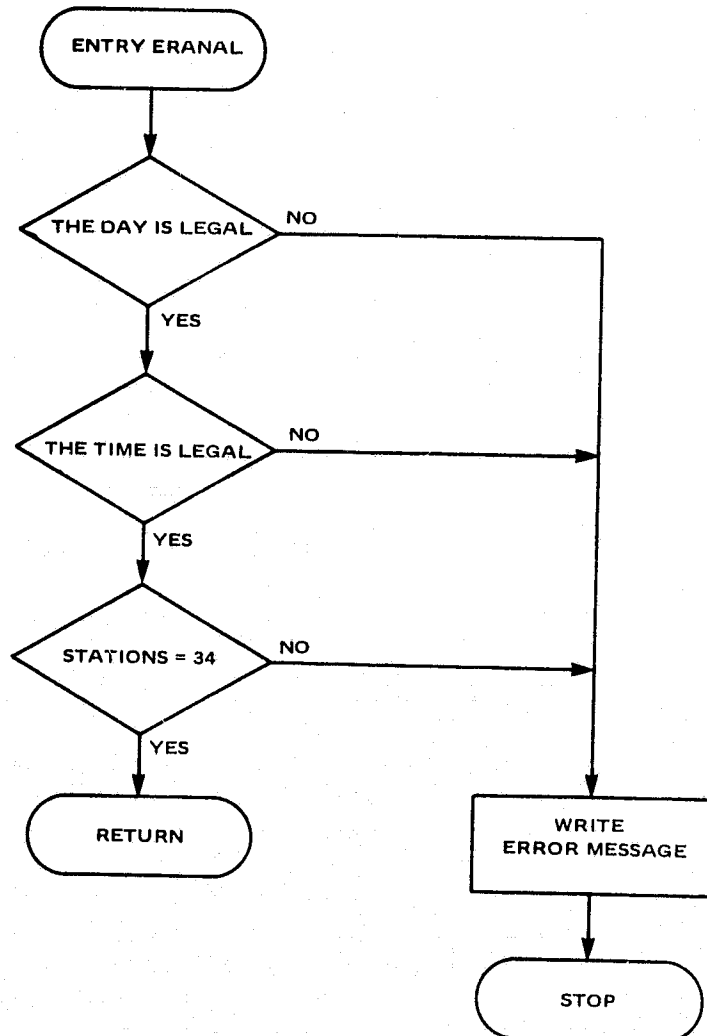 ENTRY ERANAL
THE DAY IS LEGAL
NO
YES
THE TIME IS LEGAL
NO
YES
STATIONS = 34
NO
YES
RETURN
WRITE
ERROR MESSAGE
STOP